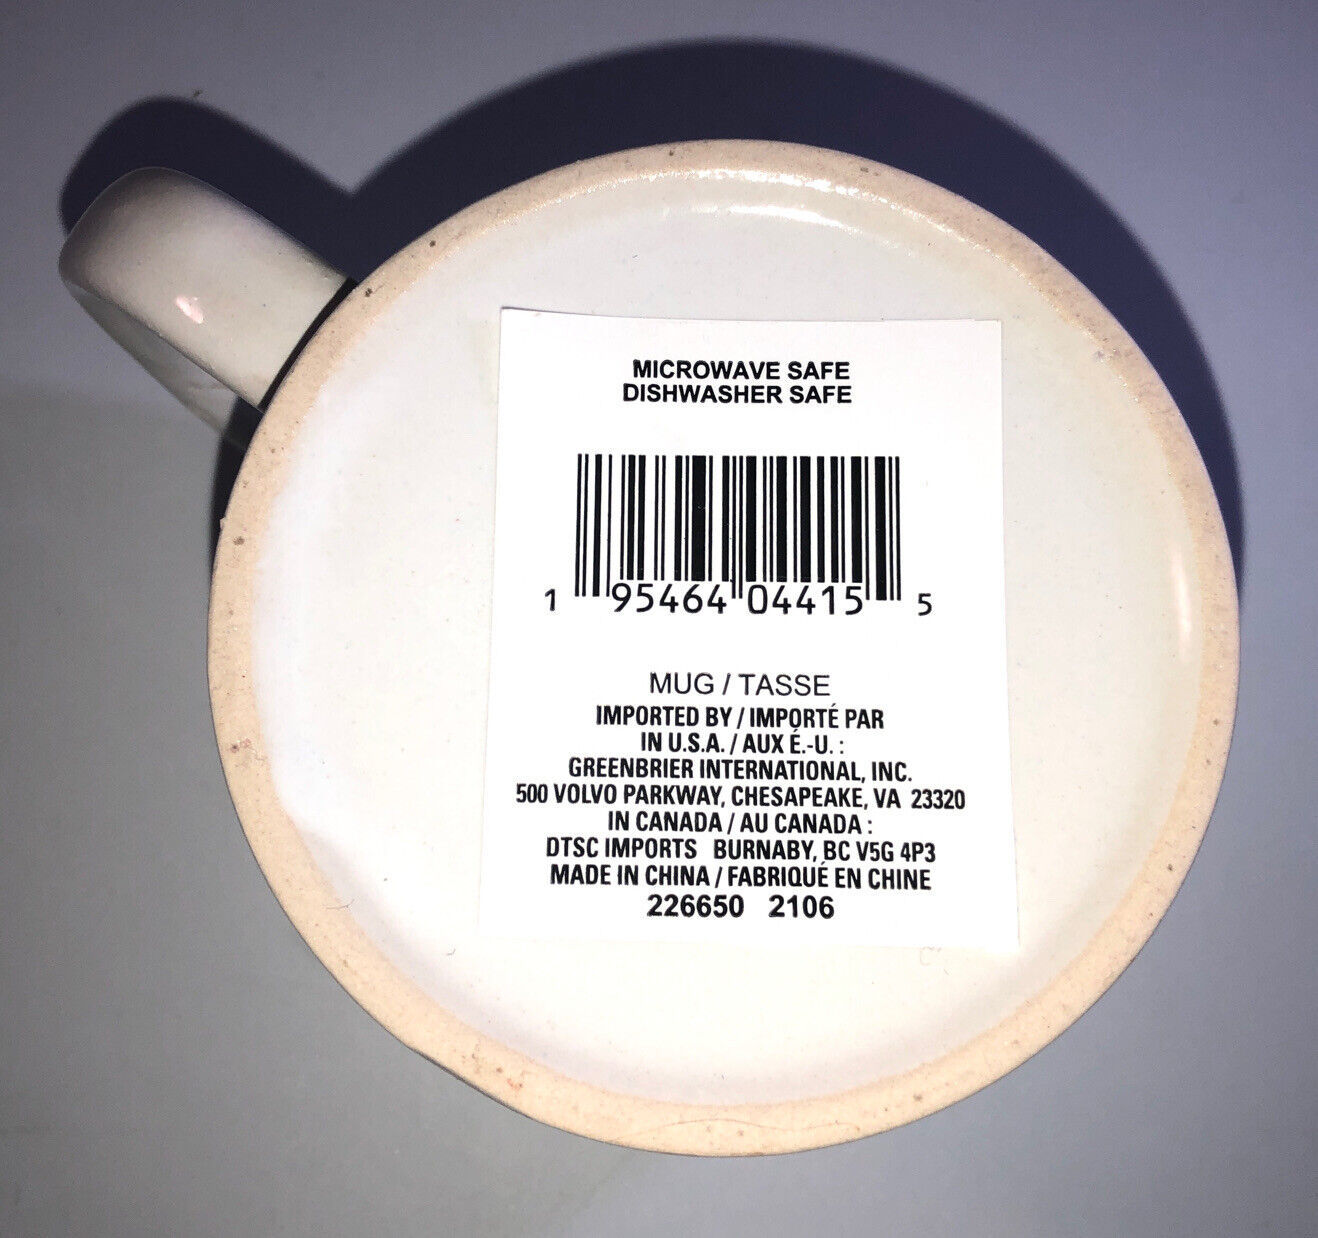 MICROWAVE SAFE
DISHWASHER SAFE
1 95464 04415 5
MUG / TASSE
IMPORTED BY / IMPORTÉ PAR
IN U.S.A. / AUX É.-U. :
GREENBRIER INTERNATIONAL, INC.
500 VOLVO PARKWAY, CHESAPEAKE, VA 23320
IN CANADA / AU CANADA :
DTSC IMPORTS BURNABY, BC V5G 4P3
MADE IN CHINA / FABRIQUÉ EN CHINE
226650 2106